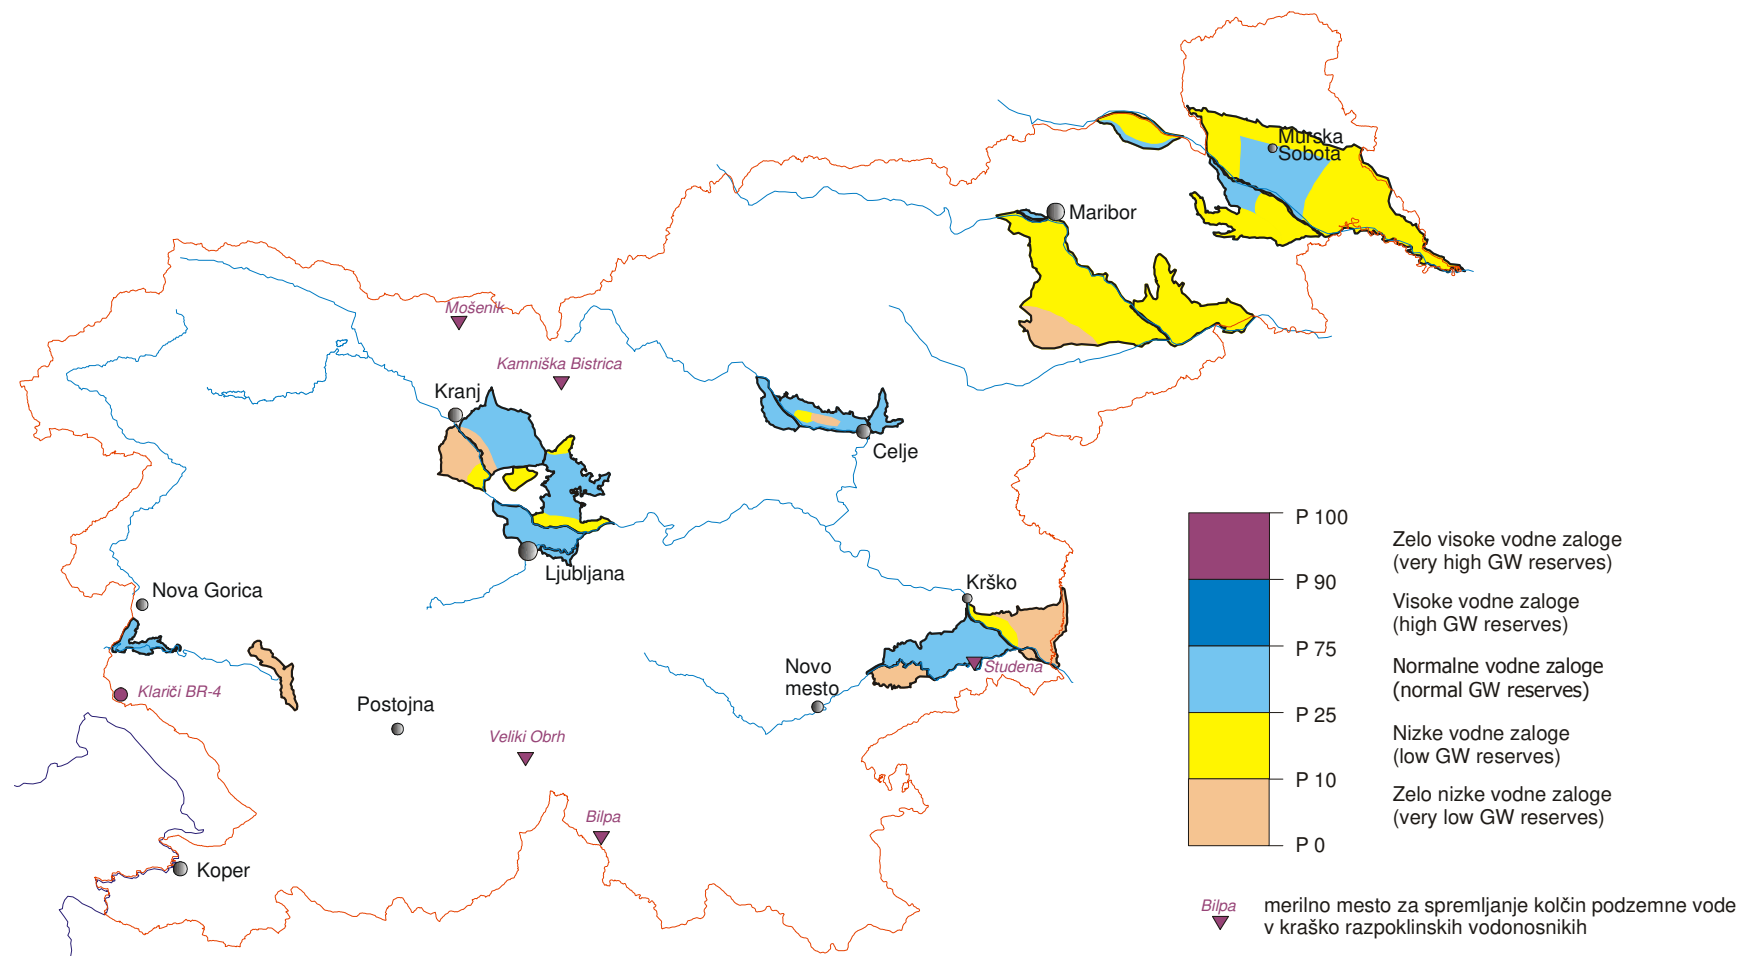 Murska
Sobota
Maribor
Mošenik
Kamniška Bistrica
Kranj
Celje
Ljubljana
Nova Gorica
Krško
Studena
Novo
mesto
Klariči BR-4
Postojna
Veliki Obrh
Bilpa
Koper
P 100
Zelo visoke vodne zaloge
(very high GW reserves)
P 90
Visoke vodne zaloge
(high GW reserves)
P 75
Normalne vodne zaloge
(normal GW reserves)
P 25
Nizke vodne zaloge
(low GW reserves)
P 10
Zelo nizke vodne zaloge
(very low GW reserves)
P 0
Bilpa merilno mesto za spremljanje kolčin podzemne vode
v kraško razpoklinskih vodonosnikih